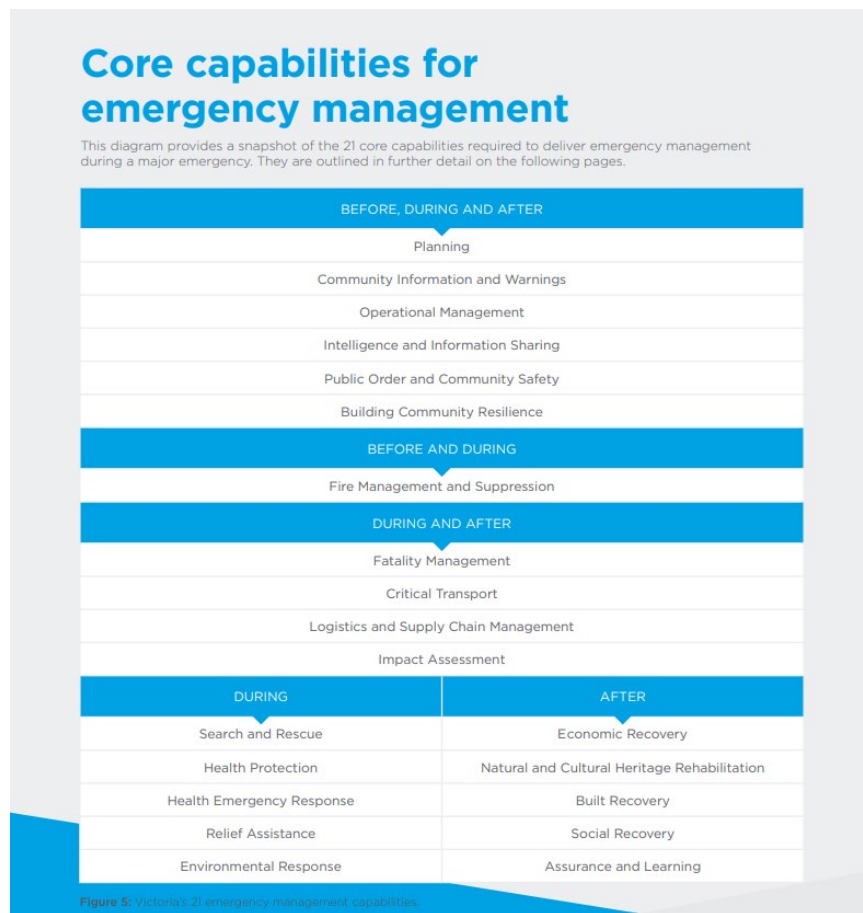 Core capabilities for
emergency management
This diagram provides a snapshot of the 21 core capabilities required to deliver emergency management
during a major emergency. They are outlined in further detail on the following pages.
BEFORE, DURING AND AFTER
Planning
Community Information and Warnings
Operational Management
Intelligence and Information Sharing
Public Order and Community Safety
Building Community Resilience
BEFORE AND DURING
Fire Management and Suppression
DURING AND AFTER
Fatality Management
Critical Transport
Logistics and Supply Chain Management
Impact Assessment
DURING
AFTER
Search and Rescue
Economic Recovery
Health Protection
Natural and Cultural Heritage Rehabilitation
Health Emergency Response
Built Recovery
Relief Assistance
Social Recovery
Environmental Response
Assurance and Learning
Figure 5: Victoria's 21 emergency management capabilities.